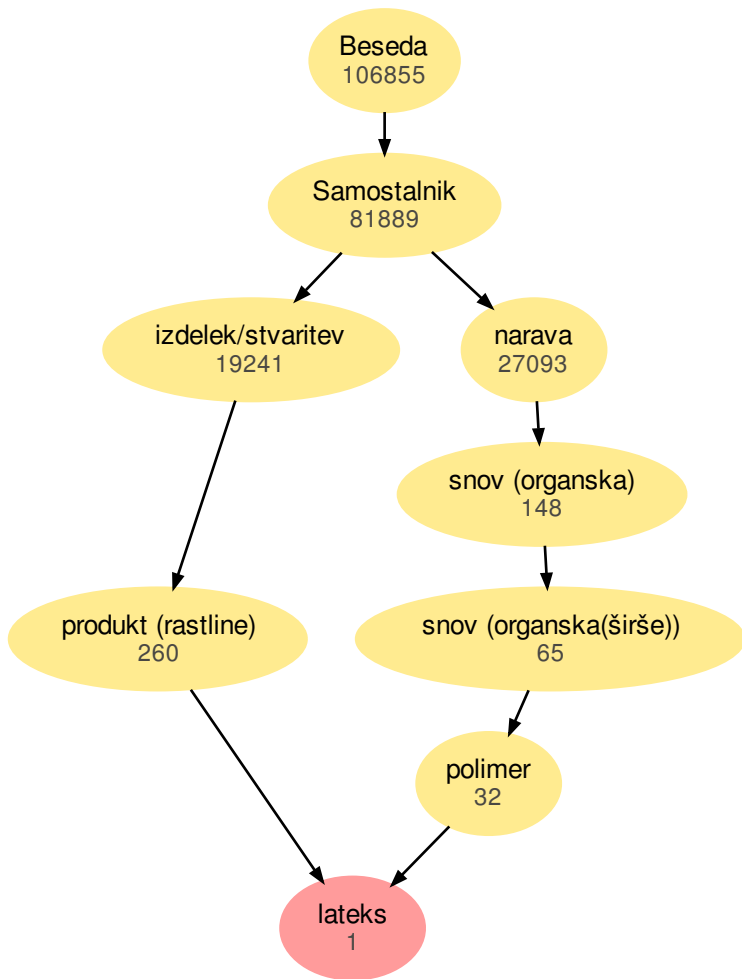 Beseda
106855
Samostalnik
81889
izdelek/stvaritev
19241
narava
27093
snov (organska)
148
produkt (rastline)
260
snov (organska(širše))
65
polimer
32
lateks
1